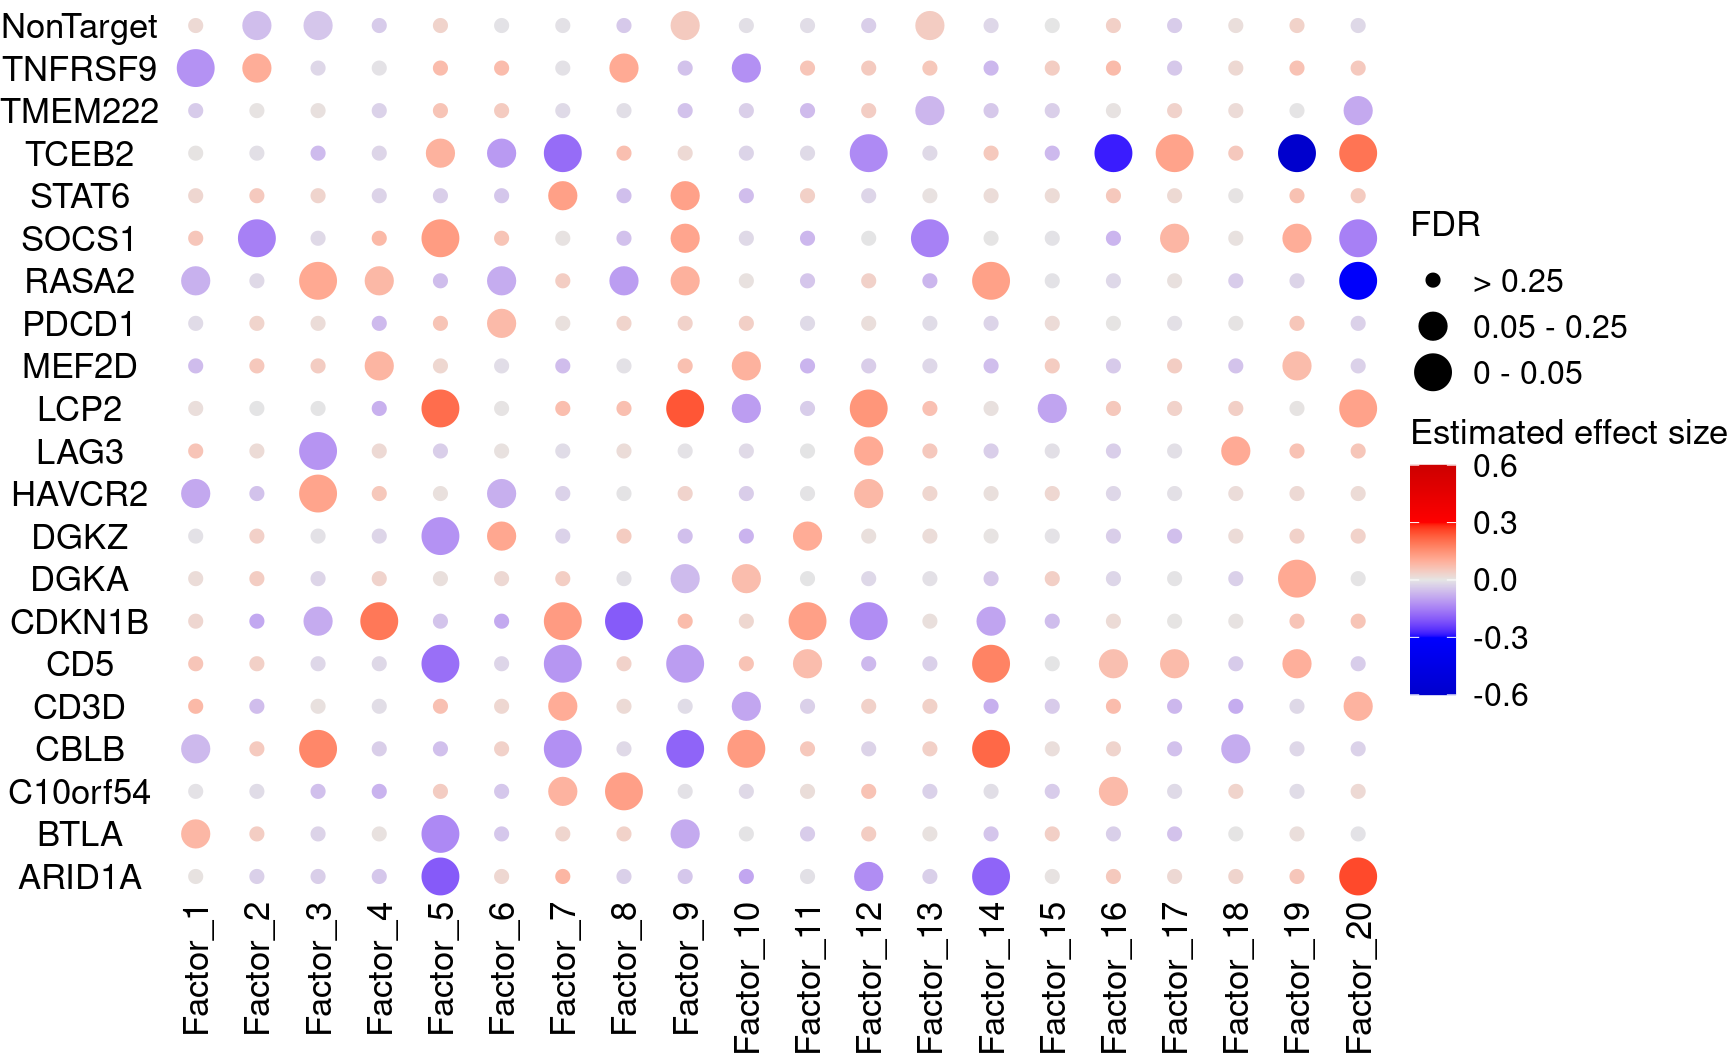 NonTarget
TNFRSF9
TMEM222
TCEB2
STAT6
SOCS1
RASA2
PDCD1
MEF2D
LCP2
LAG3
HAVCR2
DGKZ
DGKA
CDKN1B
CD5
CD3D
CBLB
C10orf54
BTLA
ARID1A
Factor_1
Factor_2
Factor_3
Factor_4
Factor_5
Factor_6
Factor_7
Factor_8
Factor_9
Factor_10
Factor_11
Factor_12
Factor_13
Factor_14
Factor_15
Factor_16
Factor_17
Factor_18
Factor_19
Factor_20
FDR
> 0.25
0.05 - 0.25
0 - 0.05
Estimated effect size
0.6
0.3
0.0
-0.3
-0.6